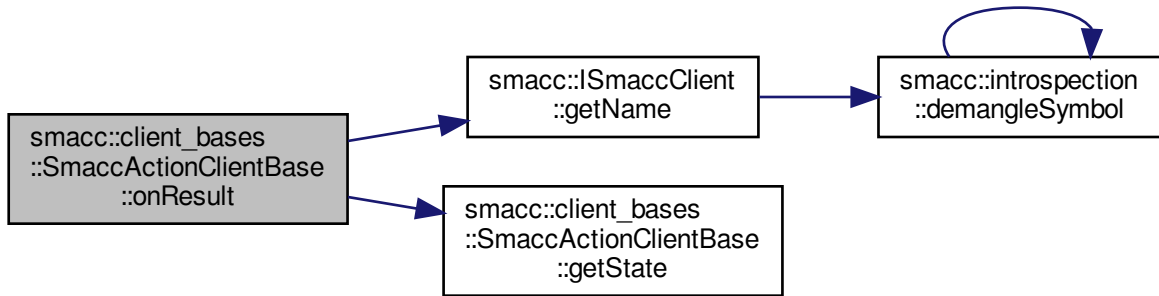 smacc::client_bases
::SmaccActionClientBase
::onResult
smacc::ISmaccClient
::getName
smacc::introspection
::demangleSymbol
smacc::client_bases
::SmaccActionClientBase
::getState